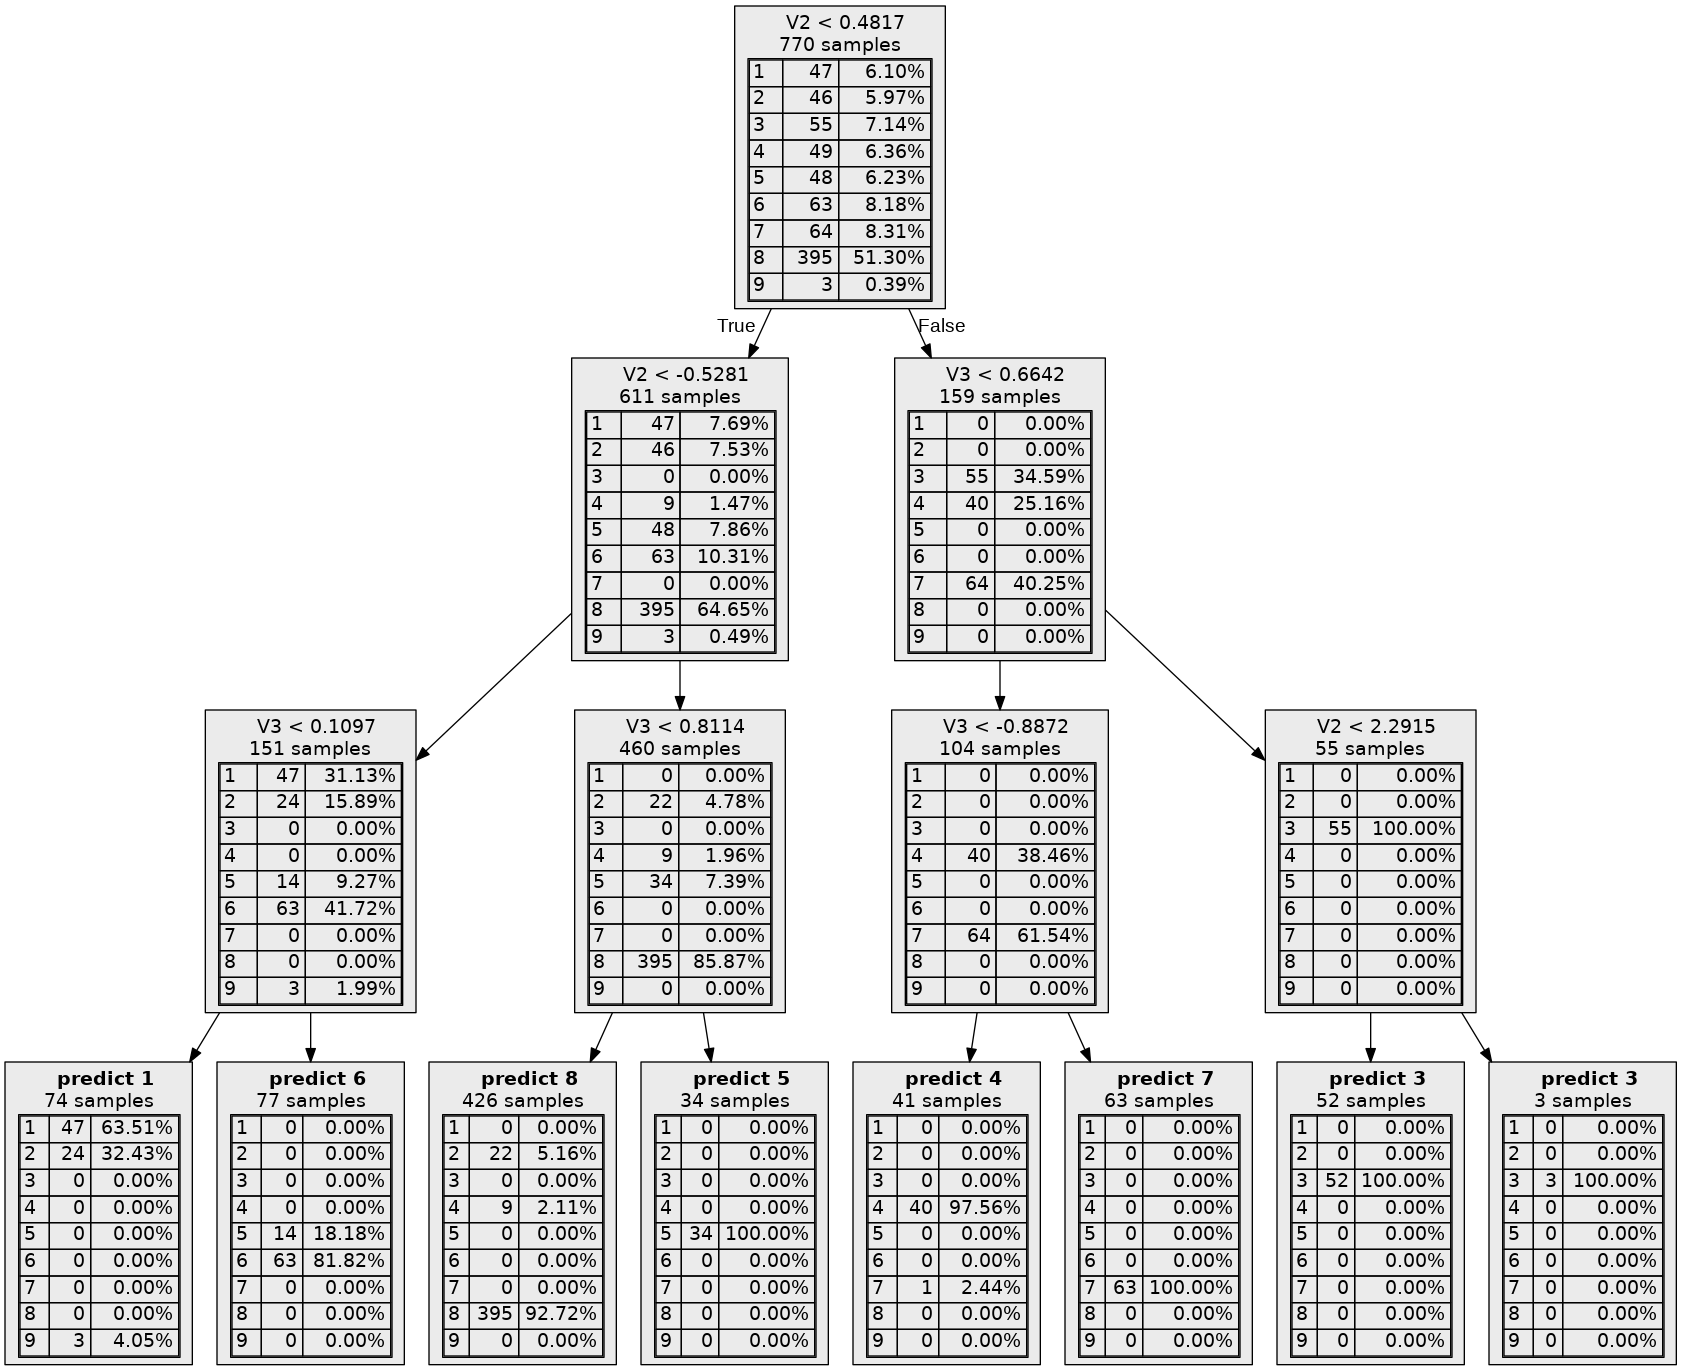 V2 < 0.4817
770 samples
1 47 6.10%
2 46 5.97%
3 55 7.14%
4 49 6.36%
5 48 6.23%
6 63 8.18%
7 64 8.31%
8 395 51.30%
9 3 0.39%
True
False
V2 < -0.5281
611 samples
1 47 7.69%
2 46 7.53%
3 0 0.00%
4 9 1.47%
5 48 7.86%
6 63 10.31%
7 0 0.00%
8 395 64.65%
9 3 0.49%
V3 < 0.6642
159 samples
1 0 0.00%
2 0 0.00%
3 55 34.59%
4 40 25.16%
5 0 0.00%
6 0 0.00%
7 64 40.25%
8 0 0.00%
9 0 0.00%
V3 < 0.1097
151 samples
1 47 31.13%
2 24 15.89%
3 0 0.00%
4 0 0.00%
5 14 9.27%
6 63 41.72%
7 0 0.00%
8 0 0.00%
9 3 1.99%
V3 < 0.8114
460 samples
1 0 0.00%
2 22 4.78%
3 0 0.00%
4 9 1.96%
5 34 7.39%
6 0 0.00%
7 0 0.00%
8 395 85.87%
9 0 0.00%
V3 < -0.8872
104 samples
1 0 0.00%
2 0 0.00%
3 0 0.00%
4 40 38.46%
5 0 0.00%
6 0 0.00%
7 64 61.54%
8 0 0.00%
9 0 0.00%
V2 < 2.2915
55 samples
1 0 0.00%
2 0 0.00%
3 55 100.00%
4 0 0.00%
5 0 0.00%
6 0 0.00%
7 0 0.00%
8 0 0.00%
9 0 0.00%
predict 1
74 samples
1 47 63.51%
2 24 32.43%
3 0 0.00%
4 0 0.00%
5 0 0.00%
6 0 0.00%
7 0 0.00%
8 0 0.00%
9 3 4.05%
predict 6
77 samples
1 0 0.00%
2 0 0.00%
3 0 0.00%
4 0 0.00%
5 14 18.18%
6 63 81.82%
7 0 0.00%
8 0 0.00%
9 0 0.00%
predict 8
426 samples
1 0 0.00%
2 22 5.16%
3 0 0.00%
4 9 2.11%
5 0 0.00%
6 0 0.00%
7 0 0.00%
8 395 92.72%
9 0 0.00%
predict 5
34 samples
1 0 0.00%
2 0 0.00%
3 0 0.00%
4 0 0.00%
5 34 100.00%
6 0 0.00%
7 0 0.00%
8 0 0.00%
9 0 0.00%
predict 4
41 samples
1 0 0.00%
2 0 0.00%
3 0 0.00%
4 40 97.56%
5 0 0.00%
6 0 0.00%
7 1 2.44%
8 0 0.00%
9 0 0.00%
predict 7
63 samples
1 0 0.00%
2 0 0.00%
3 0 0.00%
4 0 0.00%
5 0 0.00%
6 0 0.00%
7 63 100.00%
8 0 0.00%
9 0 0.00%
predict 3
52 samples
1 0 0.00%
2 0 0.00%
3 52 100.00%
4 0 0.00%
5 0 0.00%
6 0 0.00%
7 0 0.00%
8 0 0.00%
9 0 0.00%
predict 3
3 samples
1 0 0.00%
2 0 0.00%
3 3 100.00%
4 0 0.00%
5 0 0.00%
6 0 0.00%
7 0 0.00%
8 0 0.00%
9 0 0.00%